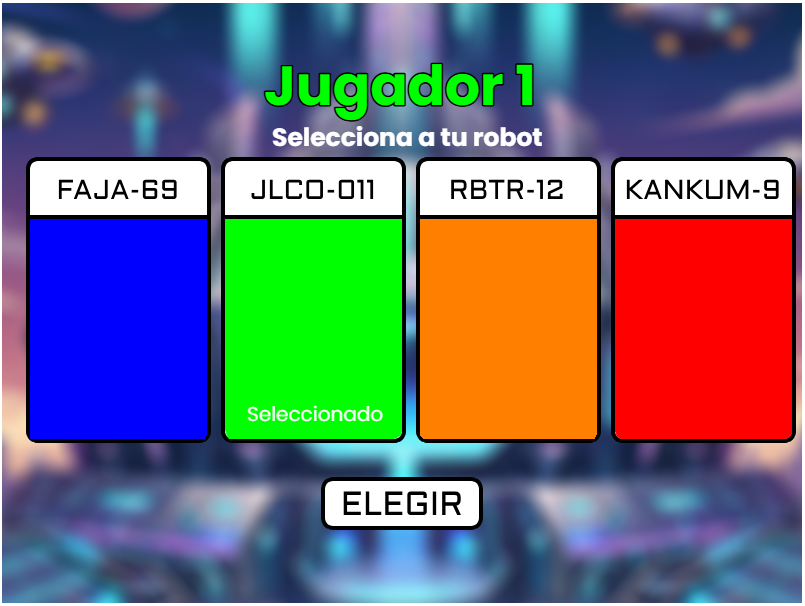 Jugador 1
Selecciona a tu robot
FAJA-69
JLCO-011
RBTR-12
KANKUM-9
Seleccionado
ELEGIR